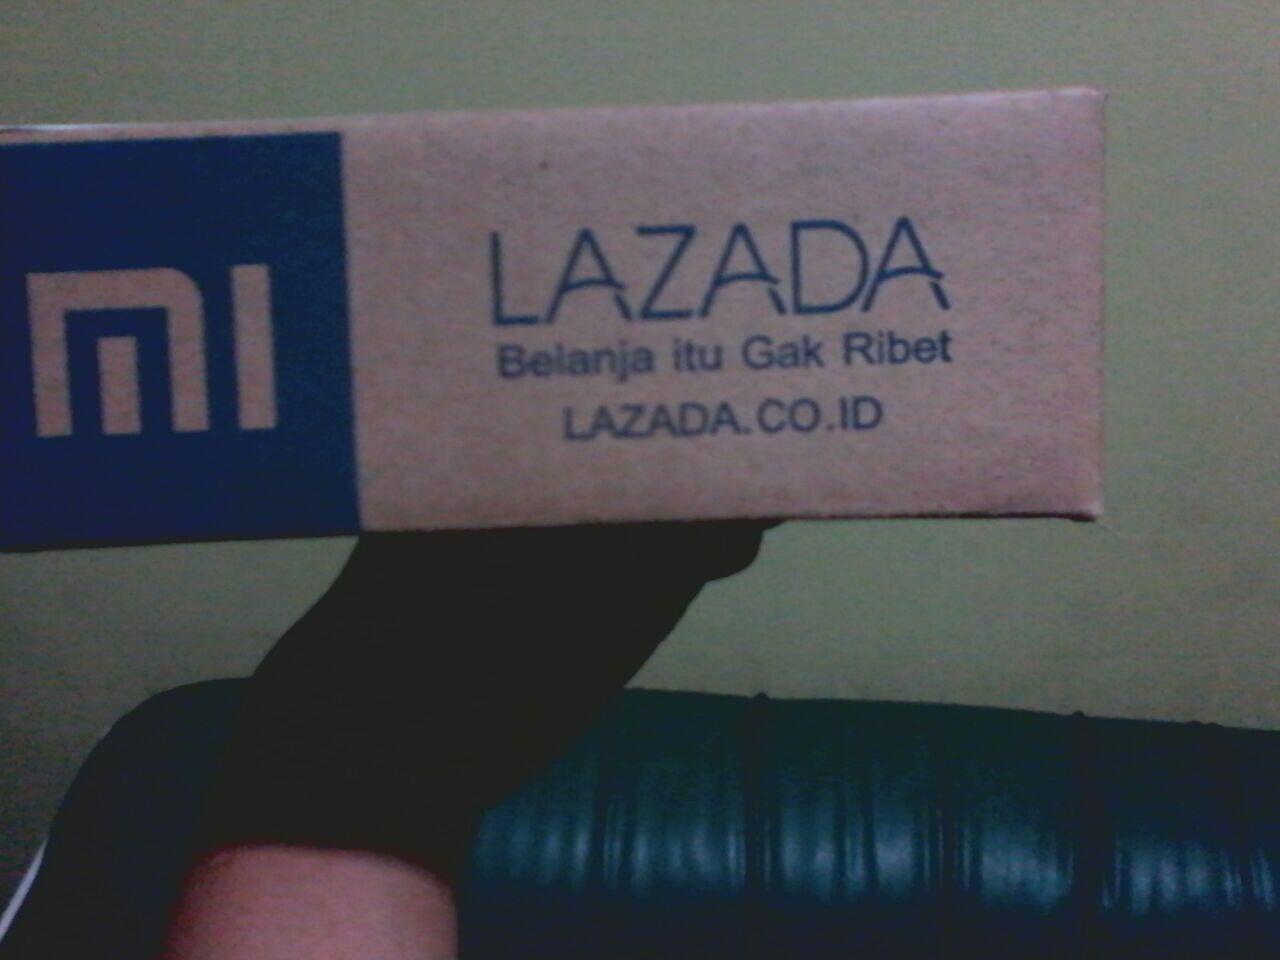 mi
LAZADA
Belanja itu Gak Ribet
LAZADA.CO.ID